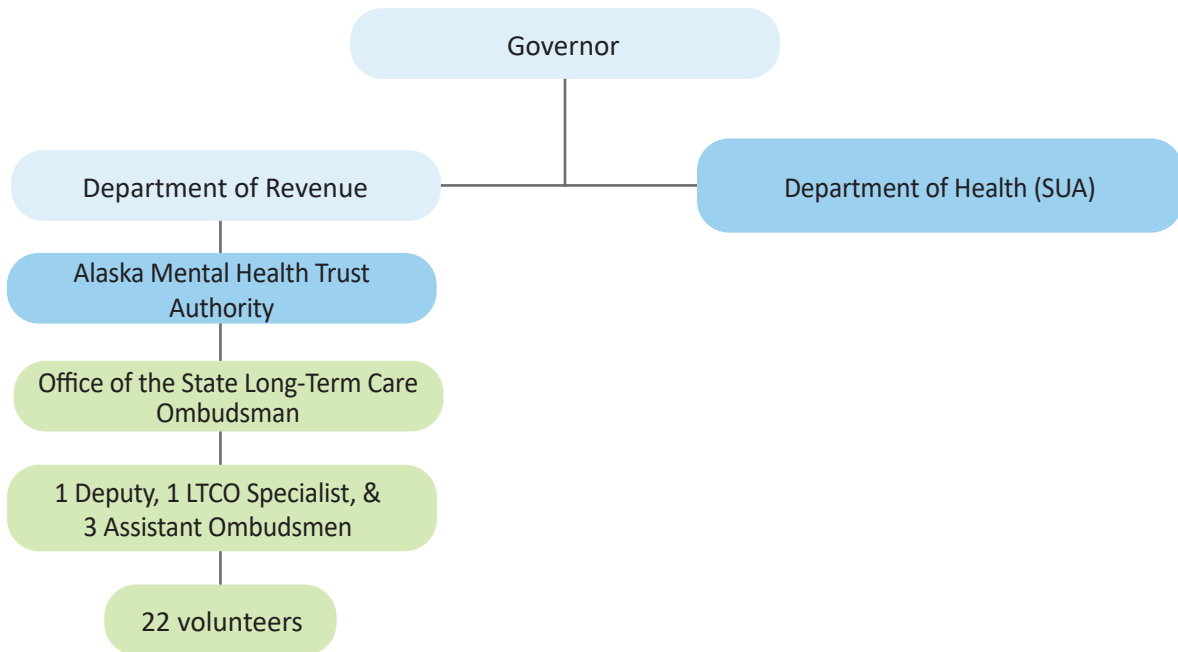 Governor
Department of Revenue
Department of Health (SUA)
Alaska Mental Health Trust
Authority
Office of the State Long-Term Care
Ombudsman
1 Deputy, 1 LTCO Specialist, &
3 Assistant Ombudsmen
22 volunteers